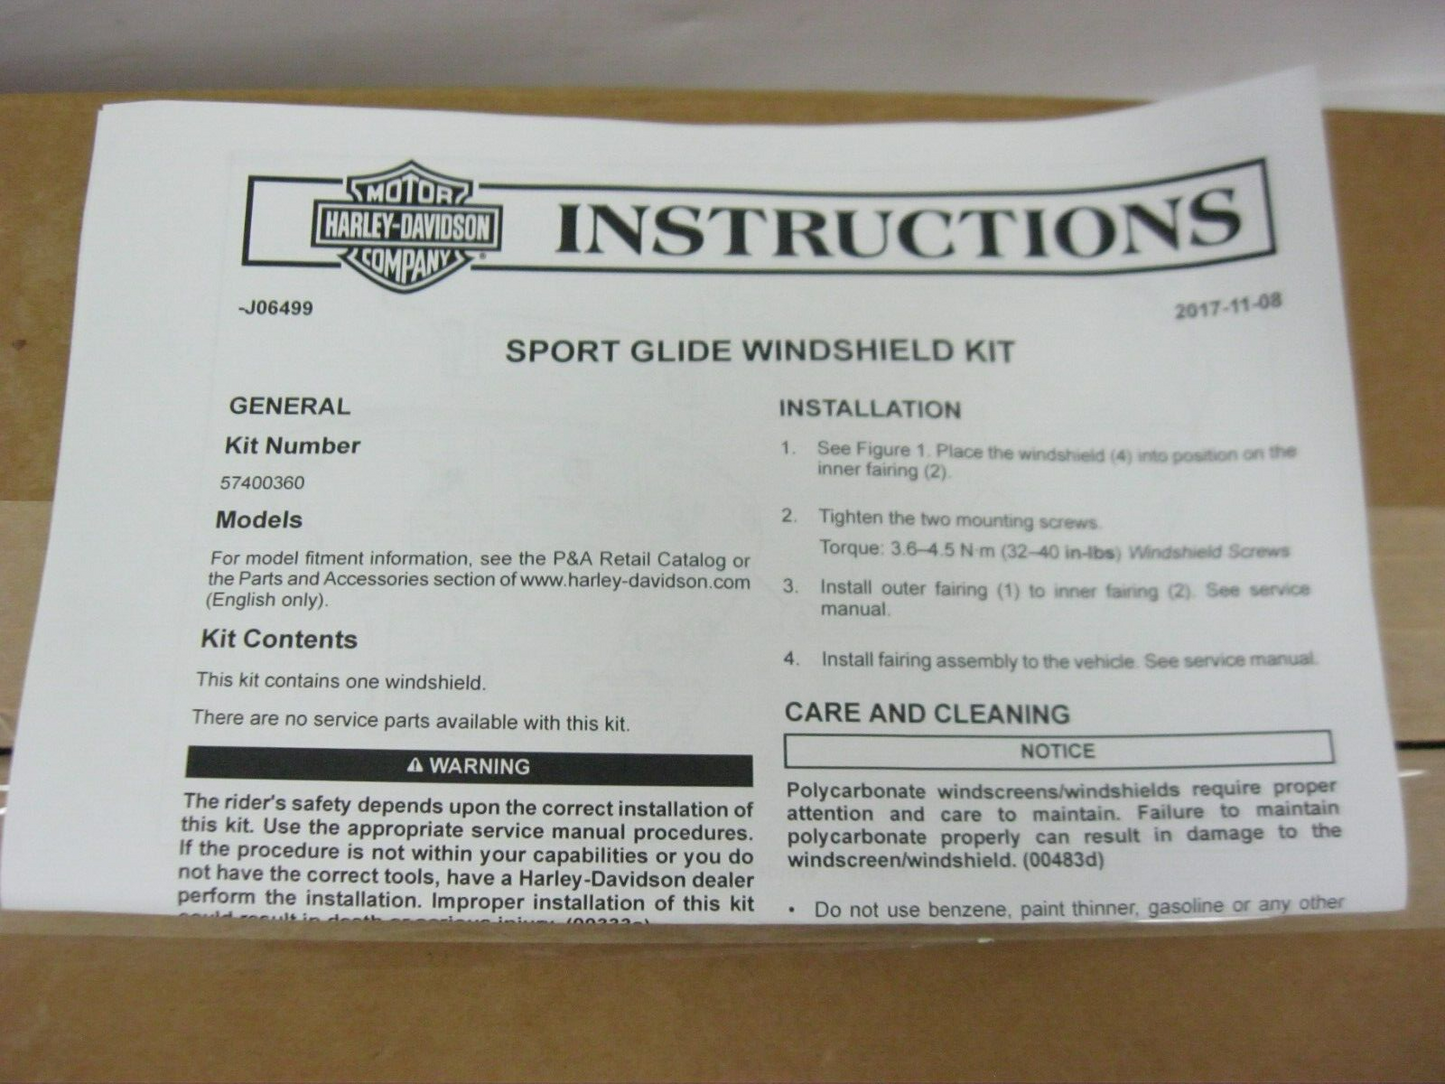 MOTOR
HARLEY-DAVIDSON
COMPANY
INSTRUCTIONS
-J06499
2017-11-08
SPORT GLIDE WINDSHIELD KIT
GENERAL
Kit Number
57400360
Models
For model fitment information, see the P&A Retail Catalog or
the Parts and Accessories section of www.harley-davidson.com
(English only).
Kit Contents
This kit contains one windshield.
There are no service parts available with this kit.
⚠ WARNING
The rider's safety depends upon the correct installation of
this kit. Use the appropriate service manual procedures.
If the procedure is not within your capabilities or you do
not have the correct tools, have a Harley-Davidson dealer
perform the installation. Improper installation of this kit
could result in death or serious injury.
INSTALLATION
1. See Figure 1. Place the windshield (4) into position on the
inner fairing (2).
2. Tighten the two mounting screws.
Torque: 3.6–4.5 N·m (32–40 in-lbs) Windshield Screws
3. Install outer fairing (1) to inner fairing (2). See service
manual.
4. Install fairing assembly to the vehicle. See service manual.
CARE AND CLEANING
NOTICE
Polycarbonate windscreens/windshields require proper
attention and care to maintain. Failure to maintain
polycarbonate properly can result in damage to the
windscreen/windshield. (00483d)
• Do not use benzene, paint thinner, gasoline or any other